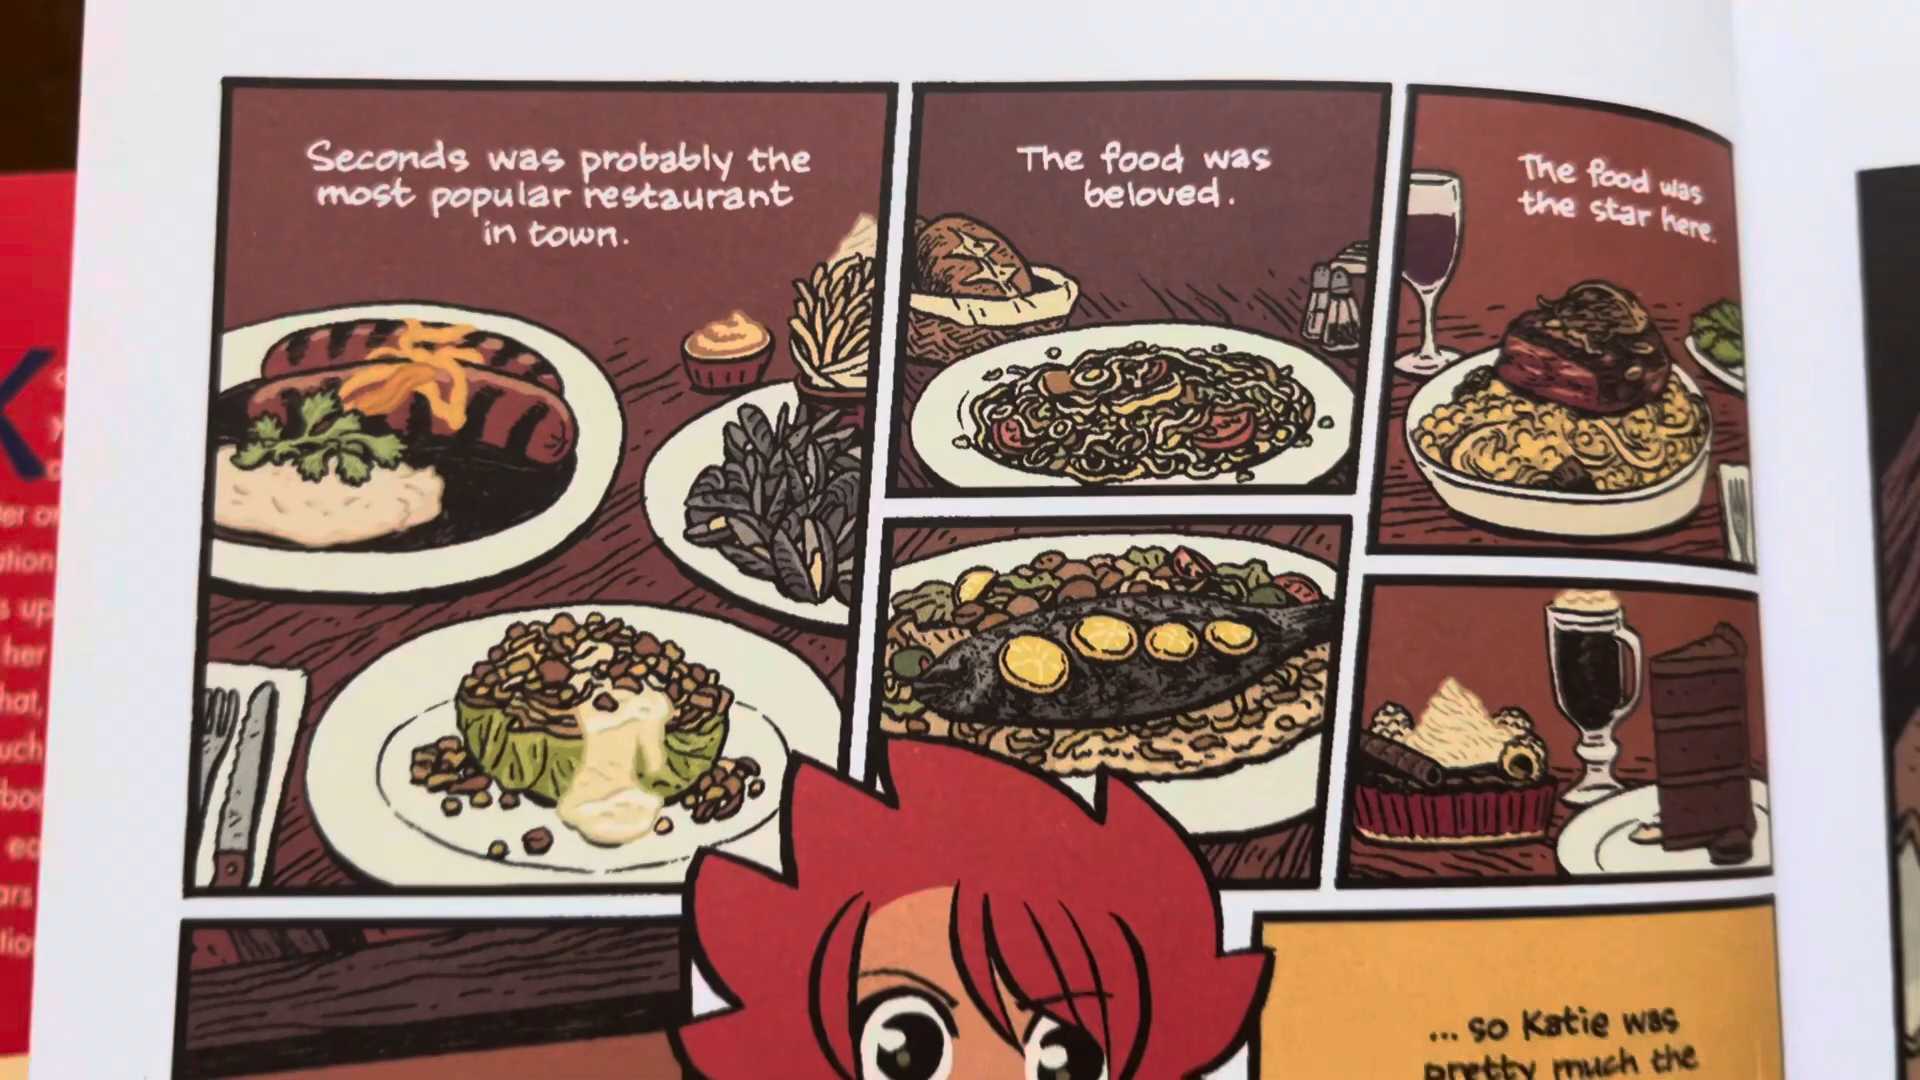 Seconds was probably the
most popular restaurant
in town.
The food was
beloved.
The food was
the star here.
... so Katie was
pretty much the